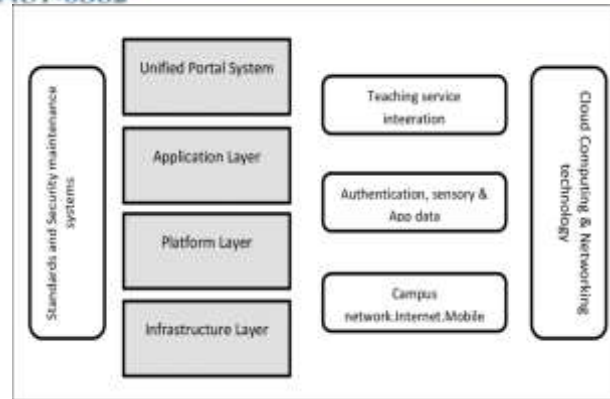 Standards and Security maintenance
systems
Unified Portal System
Application Layer
Platform Layer
Infrastructure Layer
Teaching service
inteeration
Authentication, sensory &
App data
Campus
network.Internet.Mobile
Cloud Computing & Networking
technology